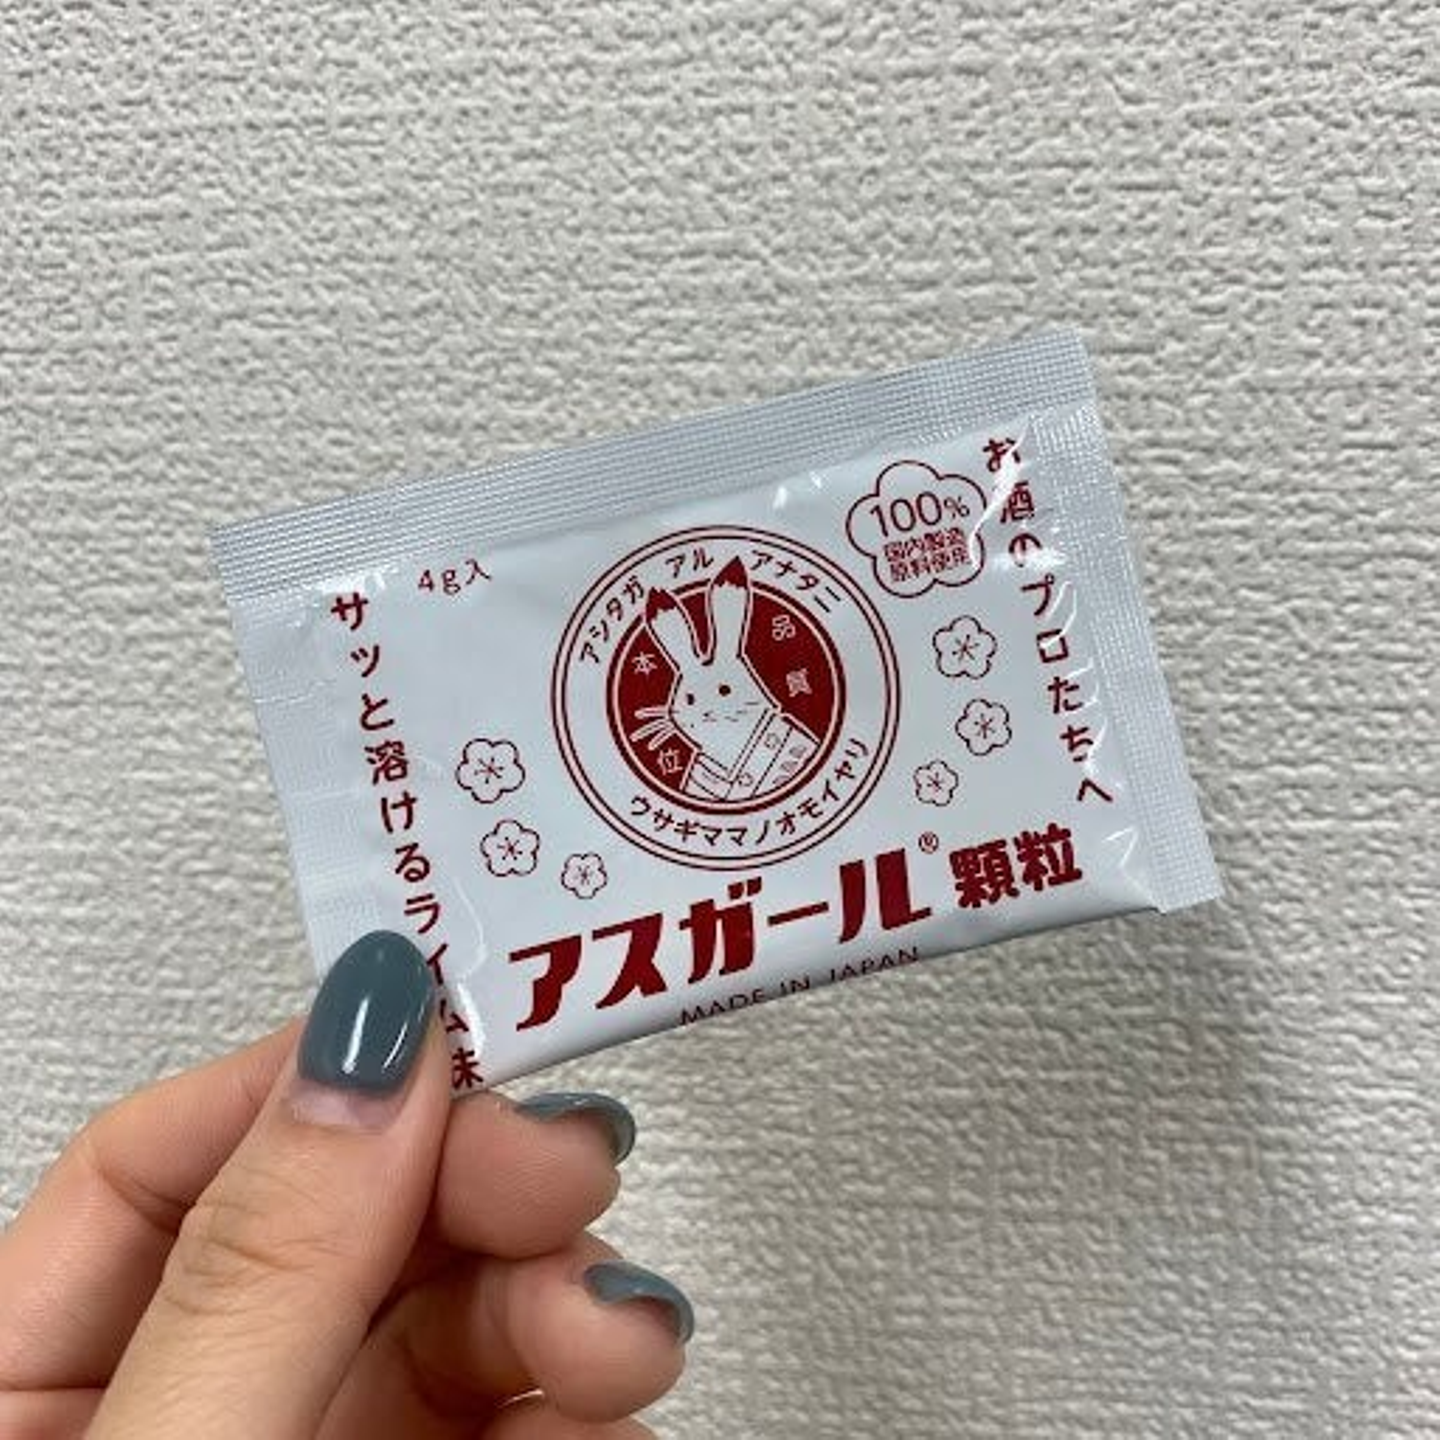 お酒のプロたちへ
100%
国内製造
原料使用
4g入
アシタガ アル アナタニ
品質
本位
ウサギママノオモイヤリ
サッと溶けるライム味
アスガール® 顆粒
MADE IN JAPAN